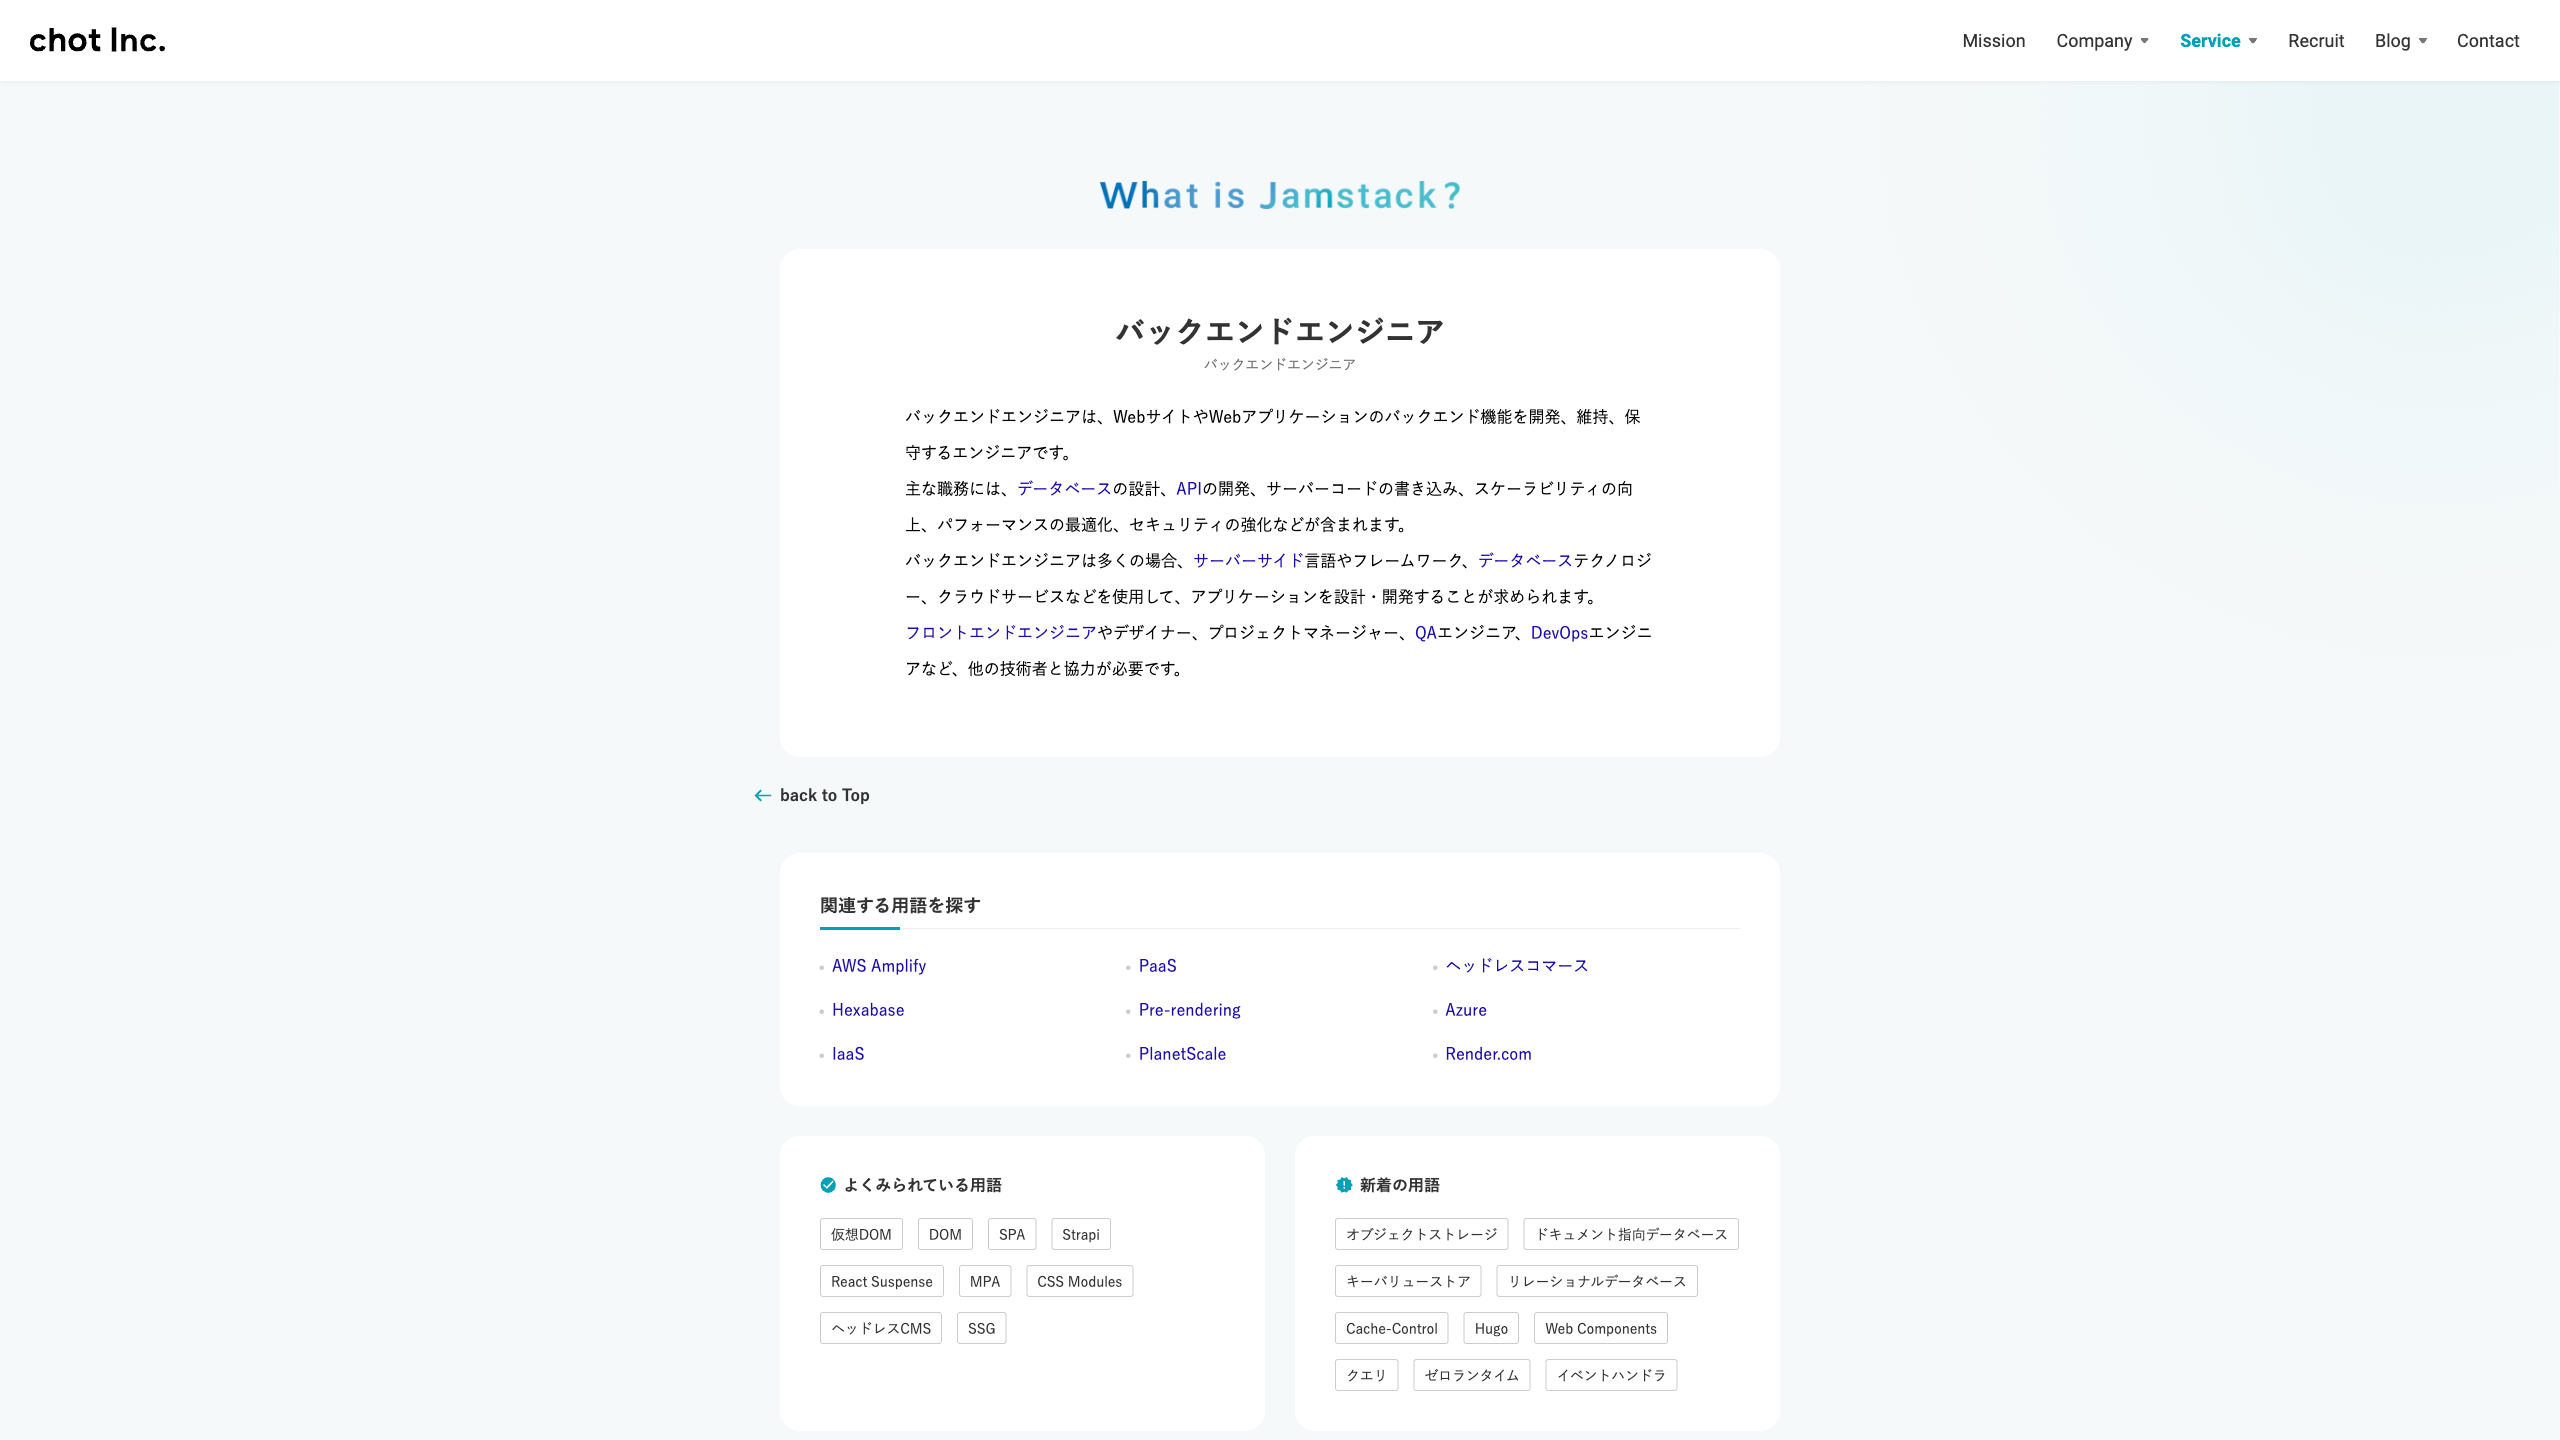 chot Inc.
Mission Company Service Recruit Blog Contact
What is Jamstack?
バックエンドエンジニア
バックエンドエンジニア
バックエンドエンジニアは、WebサイトやWebアプリケーションのバックエンド機能を開発、維持、保
守するエンジニアです。
主な職務には、データベースの設計、APIの開発、サーバーコードの書き込み、スケーラビリティの向
上、パフォーマンスの最適化、セキュリティの強化などが含まれます。
バックエンドエンジニアは多くの場合、サーバーサイド言語やフレームワーク、データベーステクノロジ
ー、クラウドサービスなどを使用して、アプリケーションを設計・開発することが求められます。
フロントエンドエンジニアやデザイナー、プロジェクトマネージャー、QAエンジニア、DevOpsエンジニ
アなど、他の技術者と協力が必要です。
back to Top
関連する用語を探す
AWS Amplify PaaS ヘッドレスコマース
Hexabase Pre-rendering Azure
IaaS PlanetScale Render.com
よくみられている用語
仮想DOM DOM SPA Strapi
React Suspense MPA CSS Modules
ヘッドレスCMS SSG
新着の用語
オブジェクトストレージ ドキュメント指向データベース
キーバリューストア リレーショナルデータベース
Cache-Control Hugo Web Components
クエリ ゼロランタイム イベントハンドラ